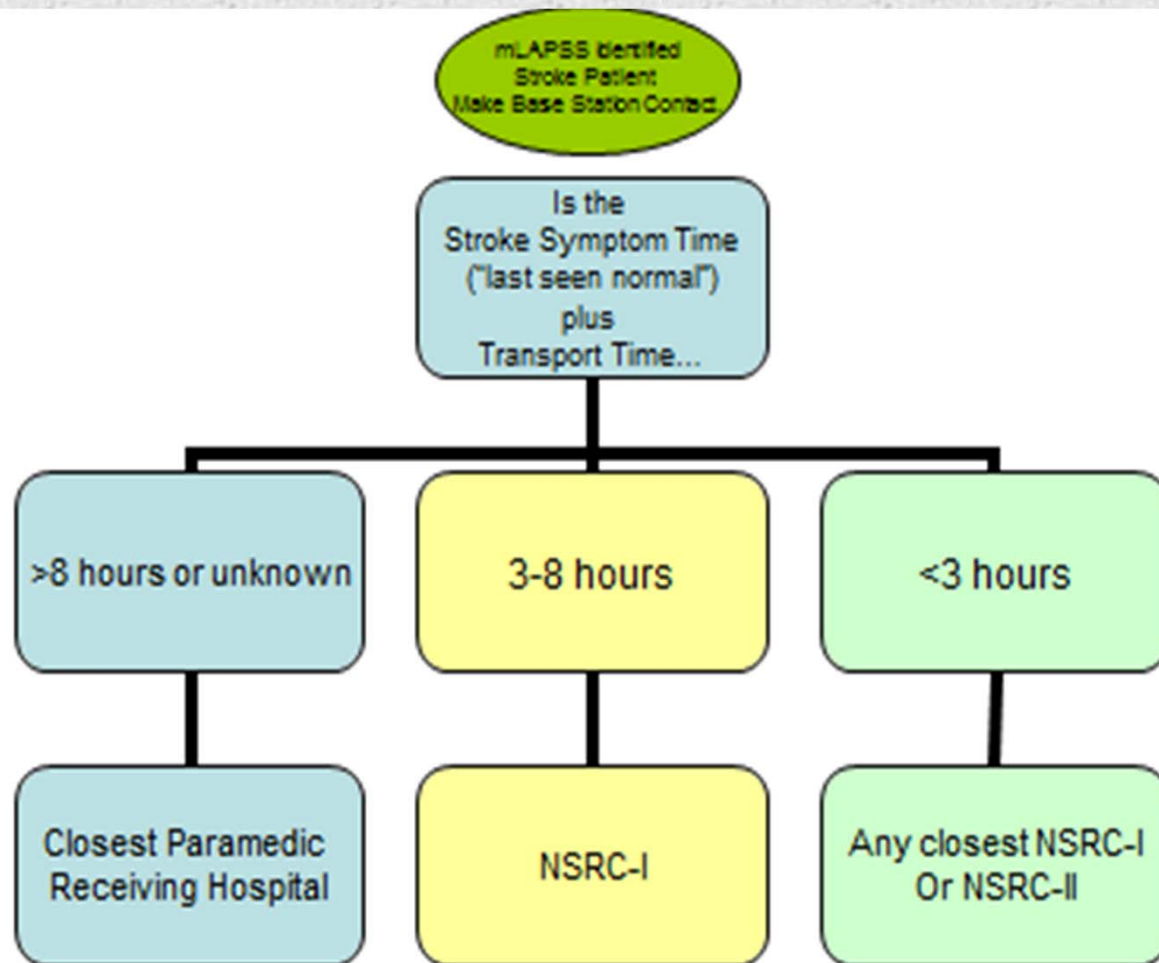 mLAPSS Identified
Stroke Patient
Make Base Station Contact.
Is the
Stroke Symptom Time
("last seen normal")
plus
Transport Time...
>8 hours or unknown
3-8 hours
<3 hours
Closest Paramedic
Receiving Hospital
NSRC-I
Any closest NSRC-I
Or NSRC-II